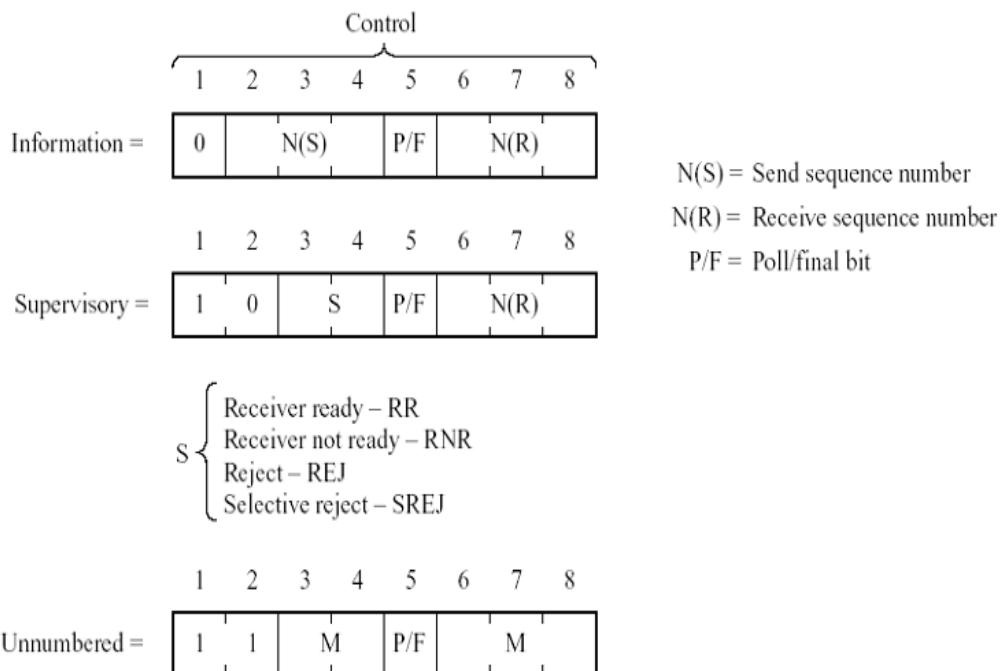 Control
1 2 3 4 5 6 7 8
Information = 0 N(S) P/F N(R)
N(S) = Send sequence number
N(R) = Receive sequence number
P/F = Poll/final bit
1 2 3 4 5 6 7 8
Supervisory = 1 0 S P/F N(R)
S
Receiver ready – RR
Receiver not ready – RNR
Reject – REJ
Selective reject – SREJ
1 2 3 4 5 6 7 8
Unnumbered = 1 1 M P/F M